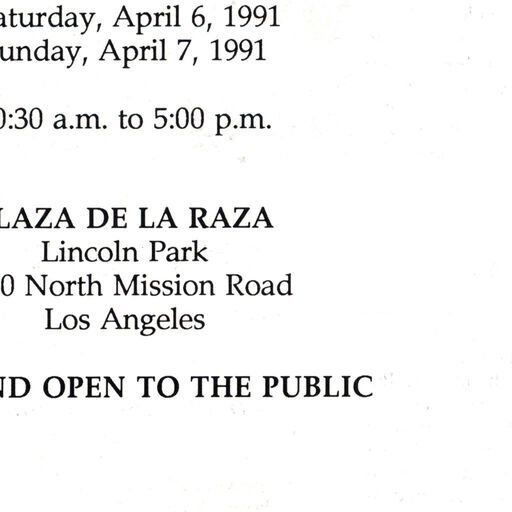 aturday, April 6, 1991
unday, April 7, 1991
0:30 a.m. to 5:00 p.m.
LAZA DE LA RAZA
Lincoln Park
0 North Mission Road
Los Angeles
ND OPEN TO THE PUBLIC